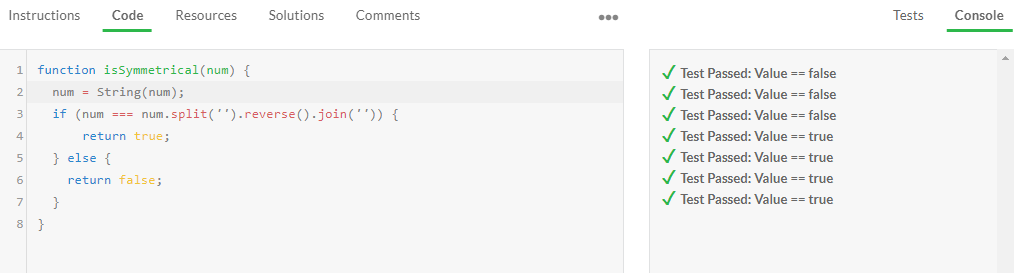 Instructions Code Resources Solutions Comments ••• Tests Console
1 function isSymmetrical(num) {
2 num = String(num);
3 if (num === num.split('').reverse().join('')) {
4 return true;
5 } else {
6 return false;
7 }
8 }
✓ Test Passed: Value == false
✓ Test Passed: Value == false
✓ Test Passed: Value == false
✓ Test Passed: Value == true
✓ Test Passed: Value == true
✓ Test Passed: Value == true
✓ Test Passed: Value == true